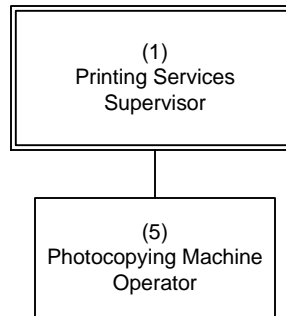 (1)
Printing Services
Supervisor
(5)
Photocopying Machine
Operator